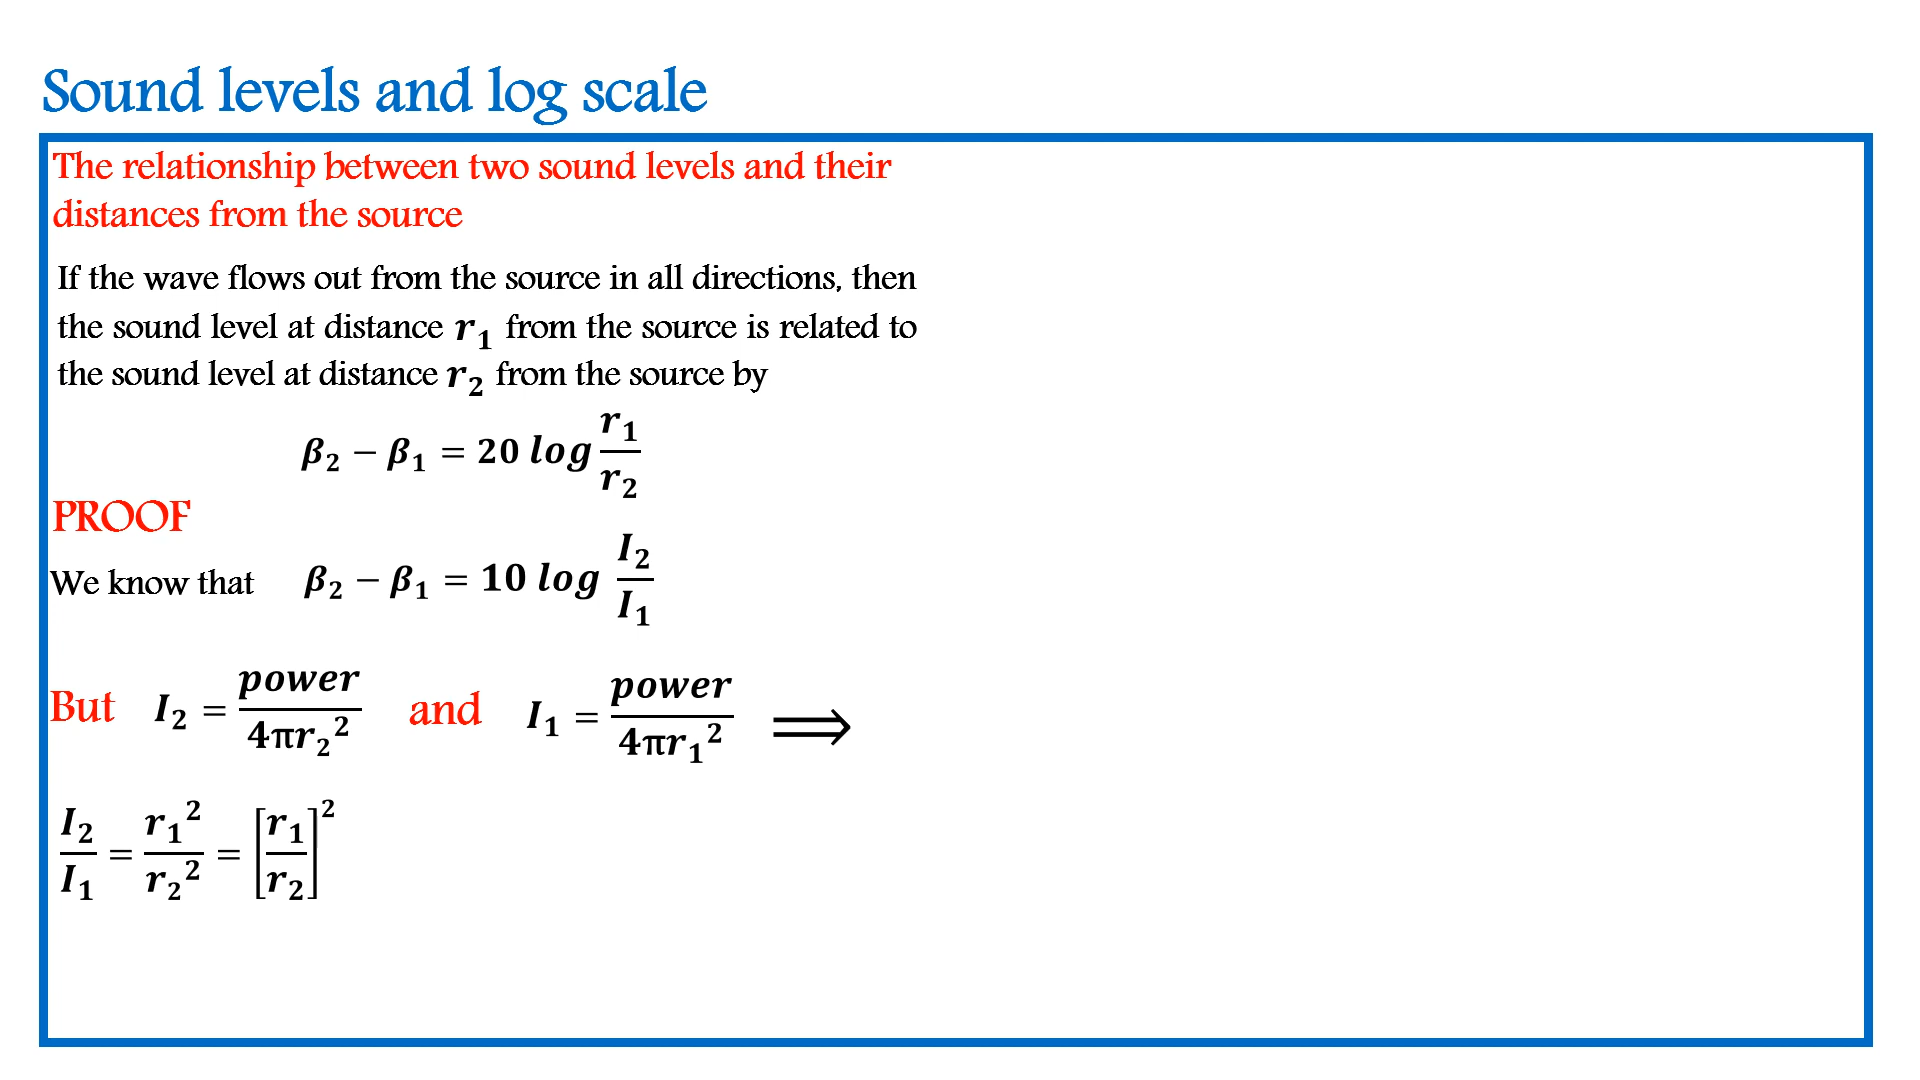 Sound levels and log scale
The relationship between two sound levels and their
distances from the source
If the wave flows out from the source in all directions, then
the sound level at distance r₁ from the source is related to
the sound level at distance r₂ from the source by
β₂ − β₁ = 20 log r₁/r₂
PROOF
We know that β₂ − β₁ = 10 log I₂/I₁
But I₂ = power/4πr₂² and I₁ = power/4πr₁² ⟹
I₂/I₁ = r₁²/r₂² = [r₁/r₂]²